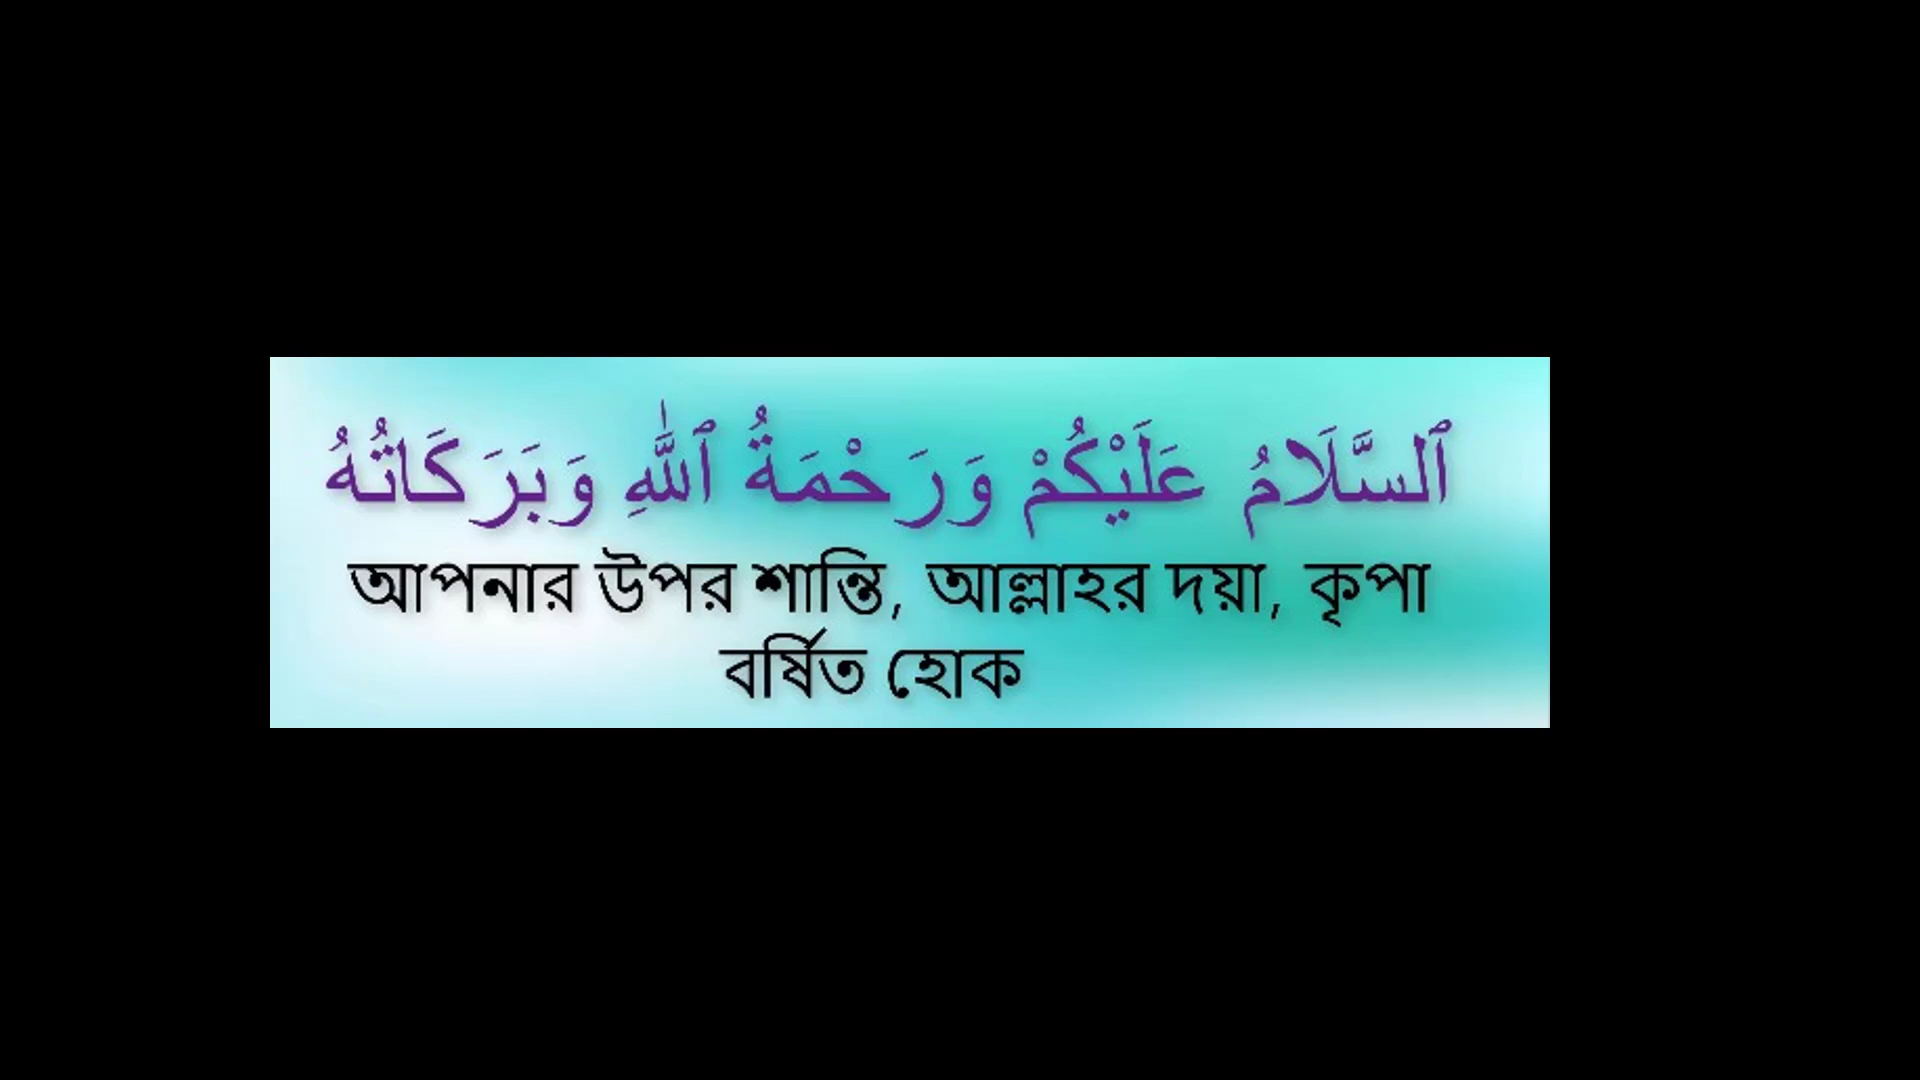 ٱلسَّلَامُ عَلَيْكُمْ وَرَحْمَةُ ٱللَّٰهِ وَبَرَكَاتُهُ
আপনার উপর শান্তি, আল্লাহর দয়া, কৃপা
বর্ষিত হোক